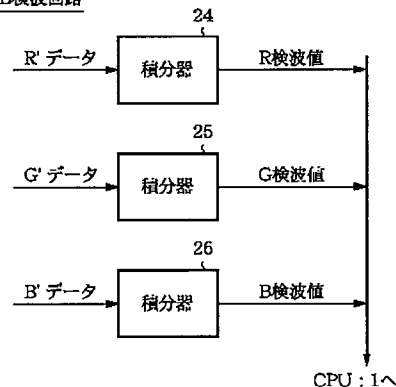 検波回路
24
R' データ
積分器
R検波値
25
G' データ
積分器
G検波値
26
B' データ
積分器
B検波値
CPU : 1へ